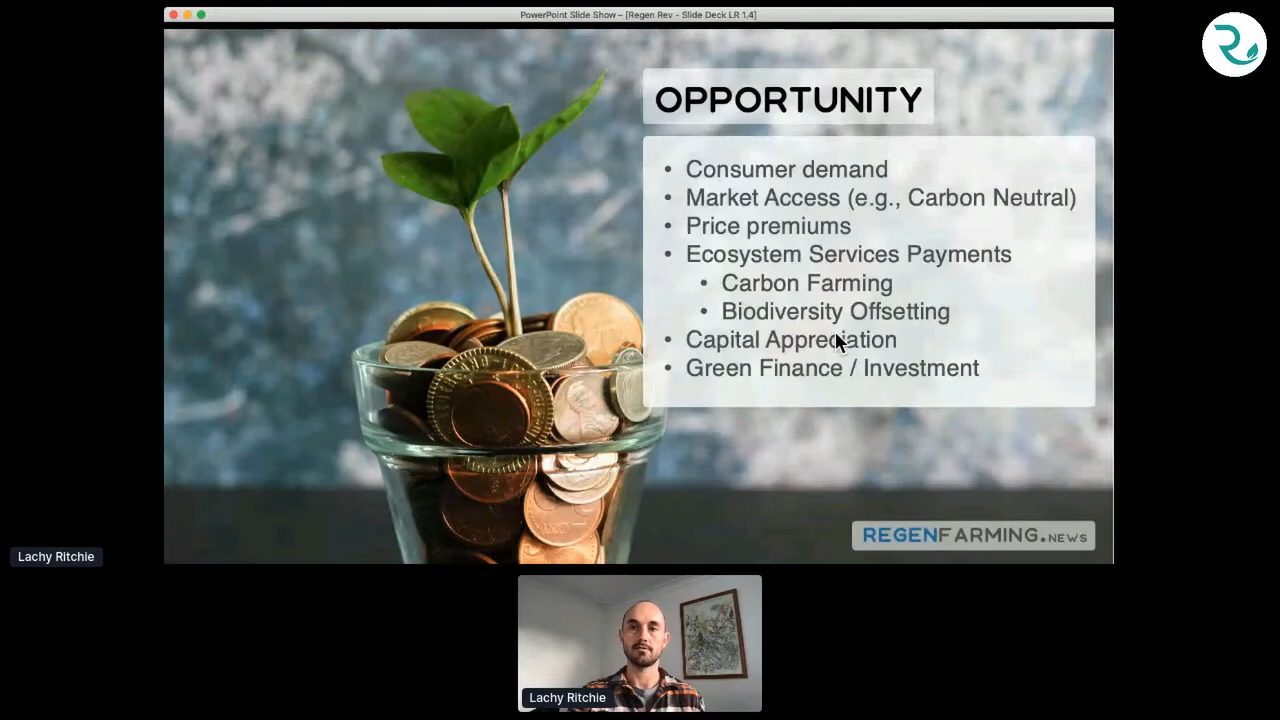 PowerPoint Slide Show – [Regen Rev - Slide Deck LR 1.4]
OPPORTUNITY
• Consumer demand
• Market Access (e.g., Carbon Neutral)
• Price premiums
• Ecosystem Services Payments
• Carbon Farming
• Biodiversity Offsetting
• Capital Appreciation
• Green Finance / Investment
REGENFARMING.NEWS
Lachy Ritchie
Lachy Ritchie